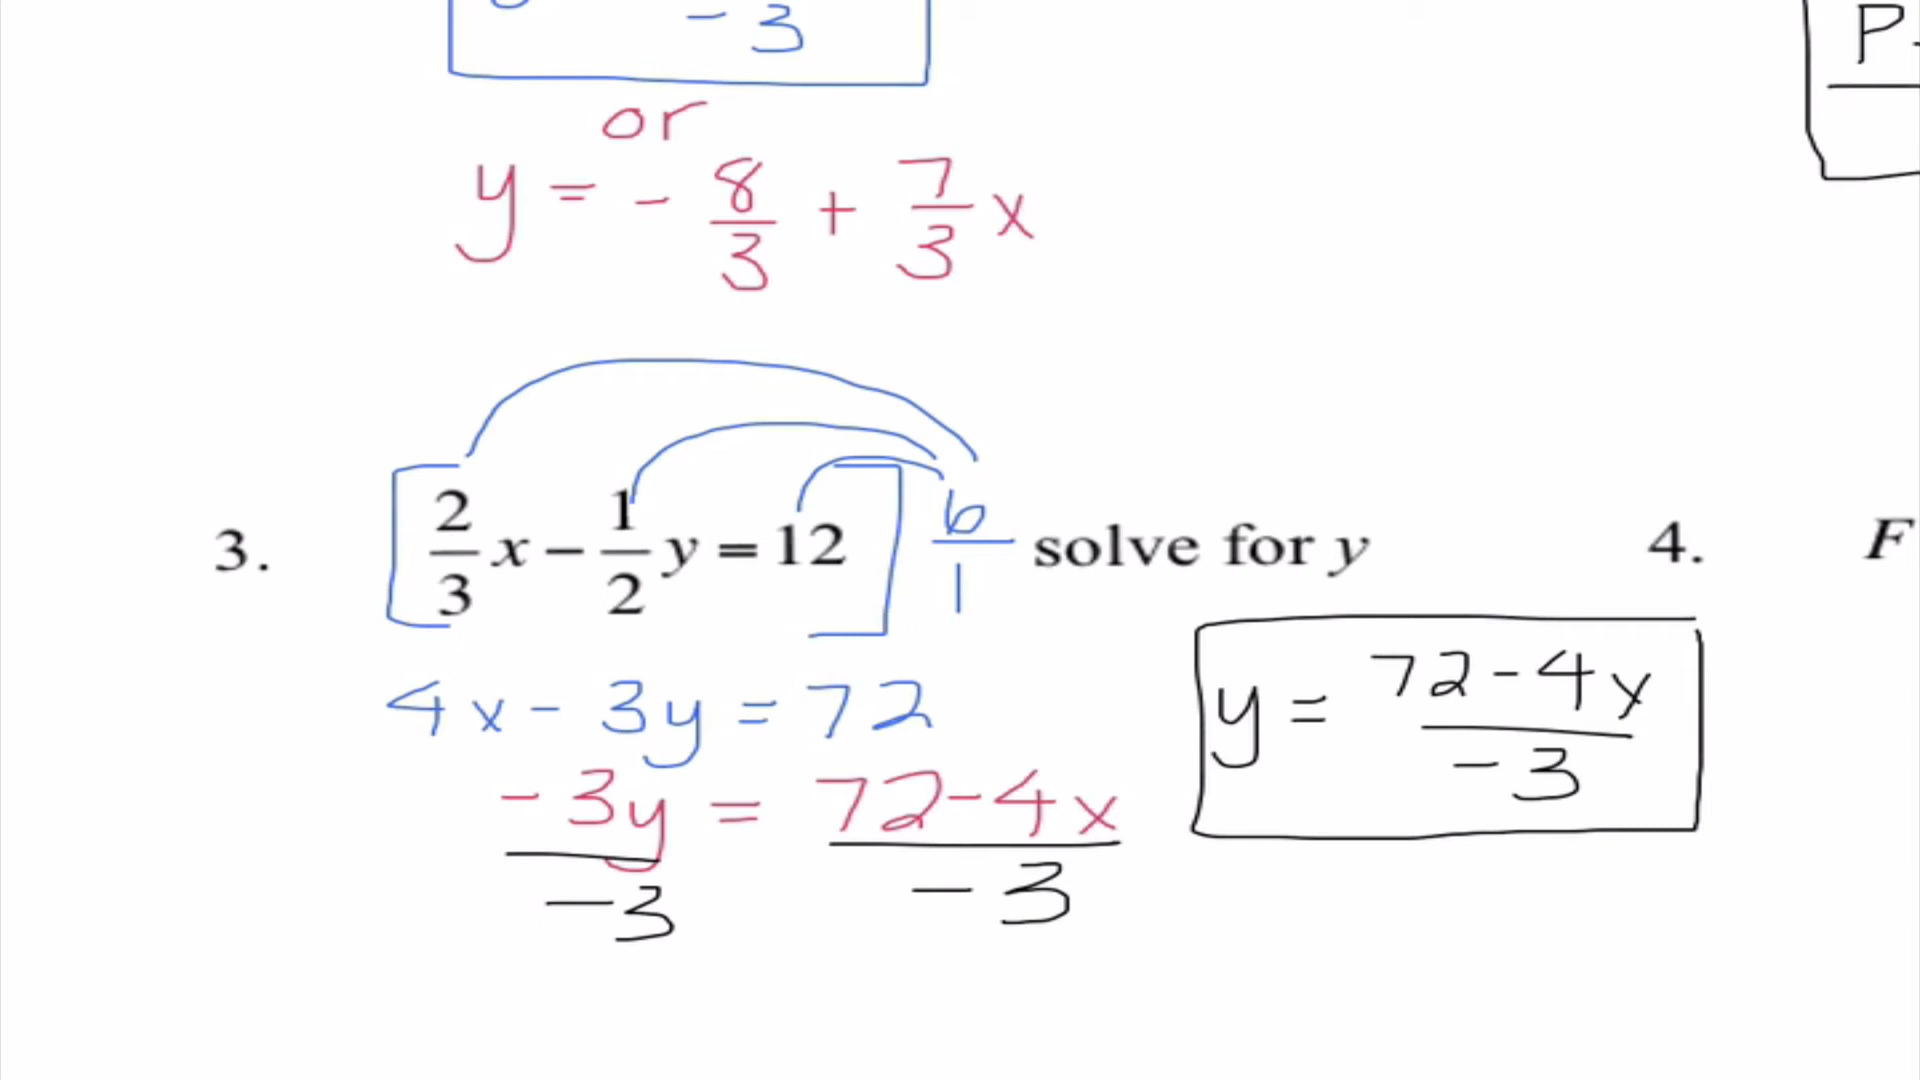 -3
P
or
y = - 8/3 + 7/3 x
3. [2/3 x - 1/2 y = 12] 6/1 solve for y
4. F
4x - 3y = 72
y = 72-4x / -3
-3y = 72-4x
-3 -3